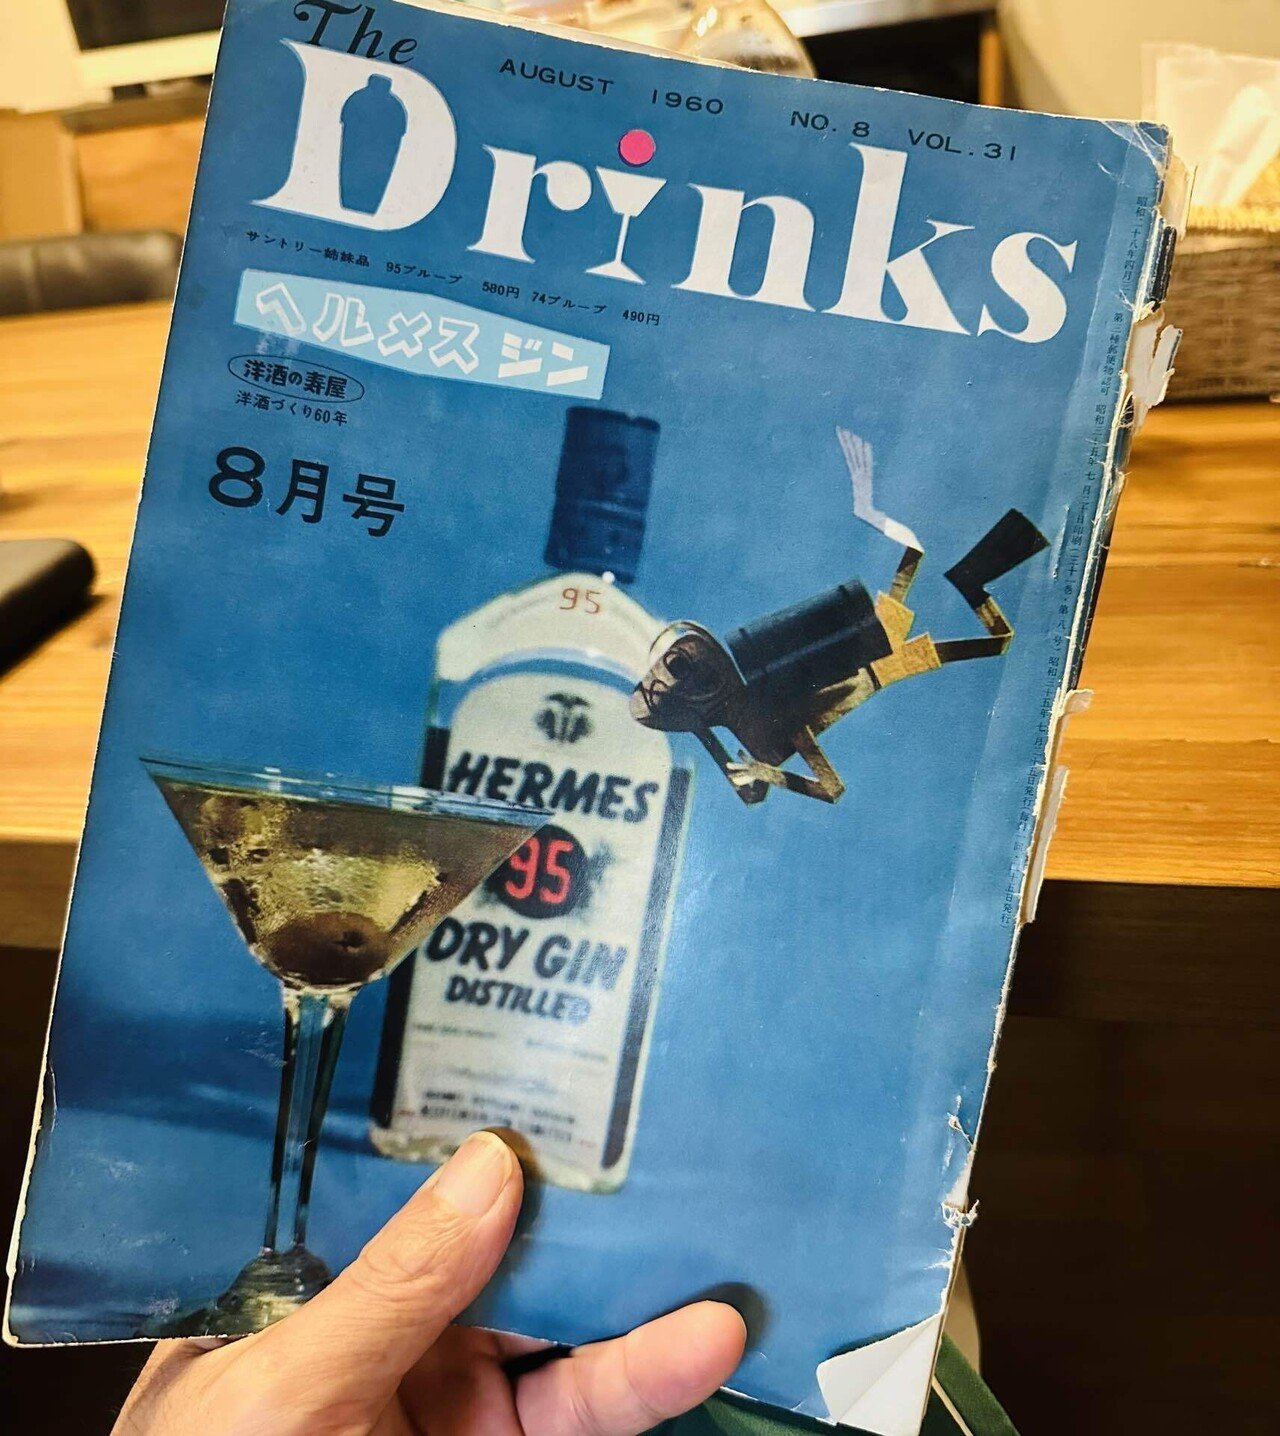 The
AUGUST 1960 NO. 8 VOL. 31
Drinks
サントリー姉妹品 95プルーフ 580円 74プルーフ 490円
ヘルメス ジン
洋酒の寿屋
洋酒づくり60年
8月号
95
HERMES
95
DRY GIN
DISTILLED